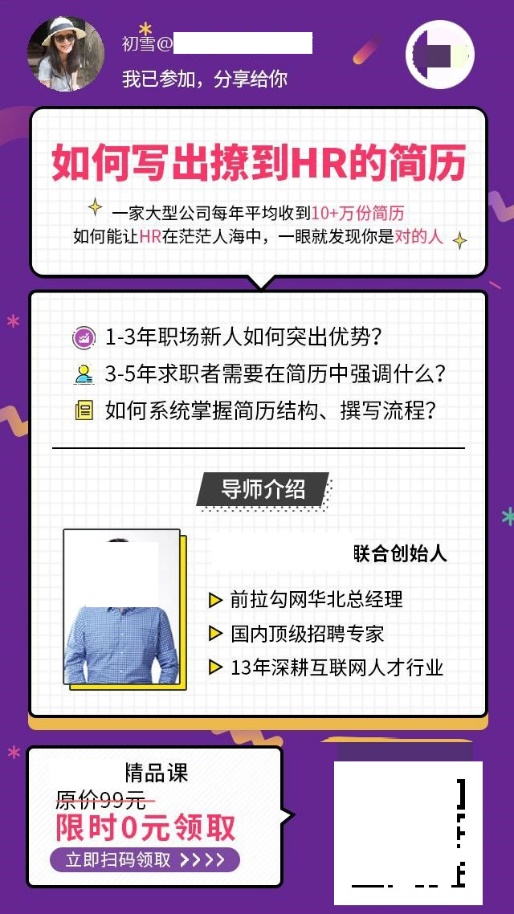 初雪@
我已参加，分享给你
如何写出撩到HR的简历
一家大型公司每年平均收到10+万份简历
如何能让HR在茫茫人海中，一眼就发现你是对的人
1-3年职场新人如何突出优势？
3-5年求职者需要在简历中强调什么？
如何系统掌握简历结构、撰写流程？
导师介绍
联合创始人
前拉勾网华北总经理
国内顶级招聘专家
13年深耕互联网人才行业
精品课
原价99元
限时0元领取
立即扫码领取 >>>>